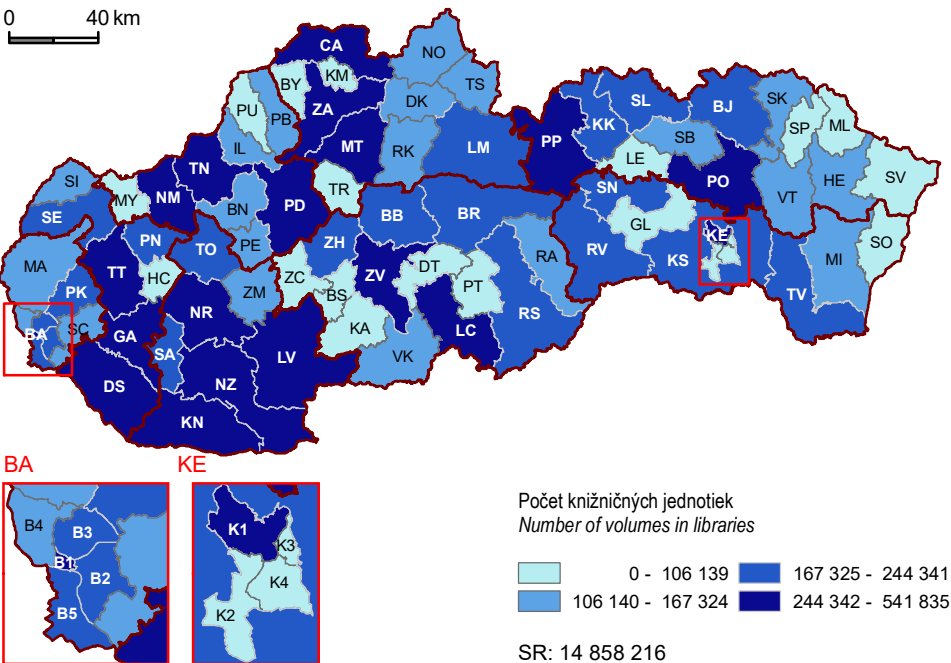 0 40 km
CA
NO
KM
BY
TS
PU
PB
ZA
DK
SL
BJ
SK
KK
SP
ML
IL
MT
RK
LM
PP
SB
LE
TN
PO
HE
SV
SI
MY
NM
TR
SN
VT
BN
PD
SE
BB
BR
GL
KE
SO
PN
TO
PE
ZH
RV
KS
MI
MA
TT
HC
ZC
ZV
DT
RA
PK
ZM
BS
PT
TV
NR
BA
SC
GA
KA
LC
RS
SA
LV
VK
DS
NZ
KN
BA
KE
B4
B3
B1
B2
B5
K1
K3
K4
K2
Počet knižničných jednotiek
Number of volumes in libraries
0 - 106 139 167 325 - 244 341
106 140 - 167 324 244 342 - 541 835
SR: 14 858 216